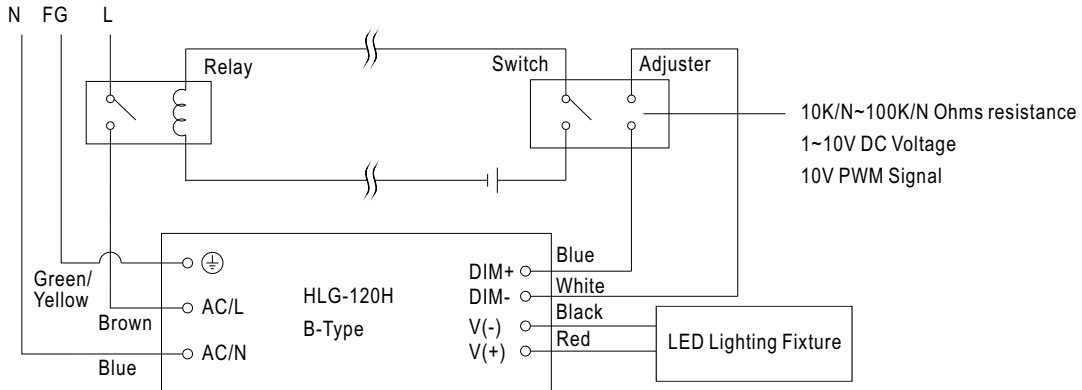 N FG L
Relay
Switch
Adjuster
10K/N~100K/N Ohms resistance
1~10V DC Voltage
10V PWM Signal
Green/
Yellow
Brown
Blue
AC/L
AC/N
HLG-120H
B-Type
DIM+
DIM-
V(-)
V(+)
Blue
White
Black
Red
LED Lighting Fixture